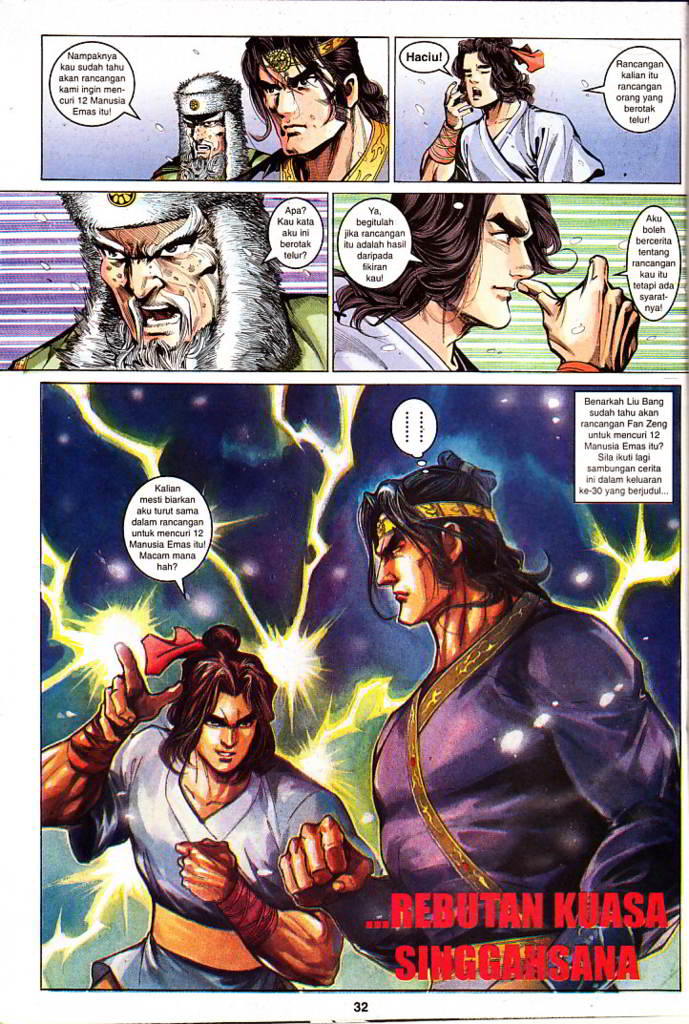 Nampaknya
kau sudah tahu
akan rancangan
kami ingin men-
curi 12 Manusia
Emas itu!
Haciu!
Rancangan
kalian itu
rancangan
orang yang
berotak
telur!
Apa?
Kau kata
aku ini
berotak
telur?
Ya,
begitulah
jika rancangan
itu adalah hasil
daripada
fikiran
kau!
Aku
boleh
bercerita
tentang
rancangan
kau itu
tetapi ada
syarat-
nya!
Kalian
mesti biarkan
aku turut sama
dalam rancangan
untuk mencuri 12
Manusia Emas itu!
Macam mana
hah?
Benarkah Liu Bang
sudah tahu akan
rancangan Fan Zeng
untuk mencuri 12
Manusia Emas itu?
Sila ikuti lagi
sambungan cerita
ini dalam keluaran
ke-30 yang berjudul...
...REBUTAN KUASA
SINGGAHSANA
32